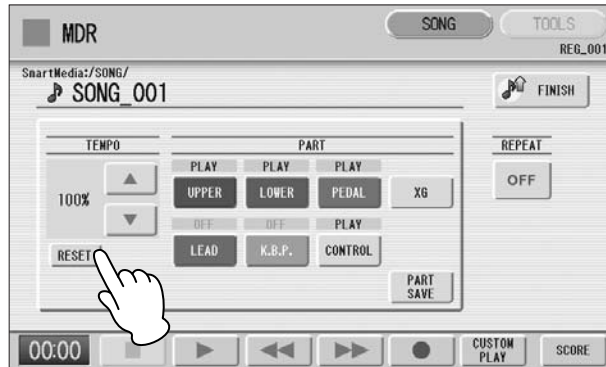 MDR
SONG
TOOLS
REG_001
SmartMedia:/SONG/
SONG_001
FINISH
TEMPO
PART
REPEAT
PLAY PLAY PLAY
100%
UPPER LOWER PEDAL XG
OFF
OFF OFF PLAY
RESET
LEAD K.B.P. CONTROL
PART
SAVE
00:00
CUSTOM
PLAY
SCORE